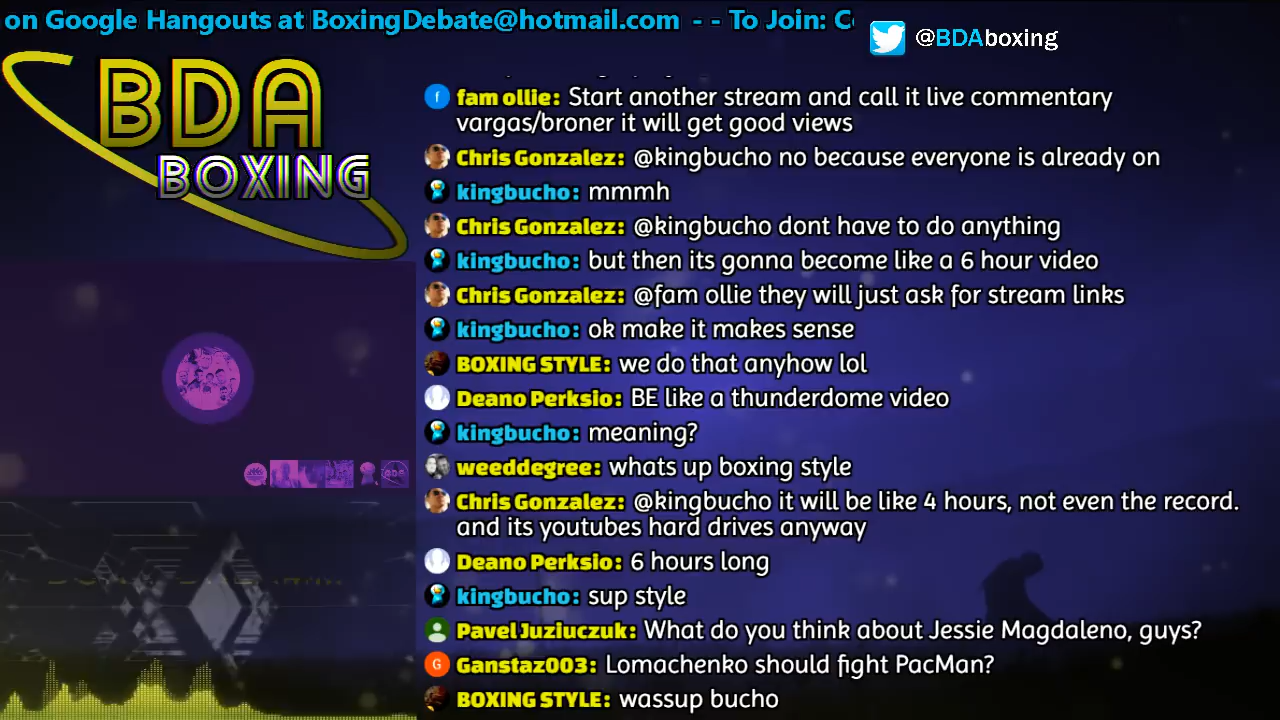 on Google Hangouts at BoxingDebate@hotmail.com - - To Join: C
@BDAboxing
BDA
BOXING
fam ollie: Start another stream and call it live commentary
vargas/broner it will get good views
Chris Gonzalez: @kingbucho no because everyone is already on
kingbucho: mmmh
Chris Gonzalez: @kingbucho dont have to do anything
kingbucho: but then its gonna become like a 6 hour video
Chris Gonzalez: @fam ollie they will just ask for stream links
kingbucho: ok make it makes sense
BOXING STYLE: we do that anyhow lol
Deano Perksio: BE like a thunderdome video
kingbucho: meaning?
weeddegree: whats up boxing style
Chris Gonzalez: @kingbucho it will be like 4 hours, not even the record.
and its youtubes hard drives anyway
Deano Perksio: 6 hours long
kingbucho: sup style
Pavel Juziuczuk: What do you think about Jessie Magdaleno, guys?
G Ganstaz003: Lomachenko should fight PacMan?
BOXING STYLE: wassup bucho